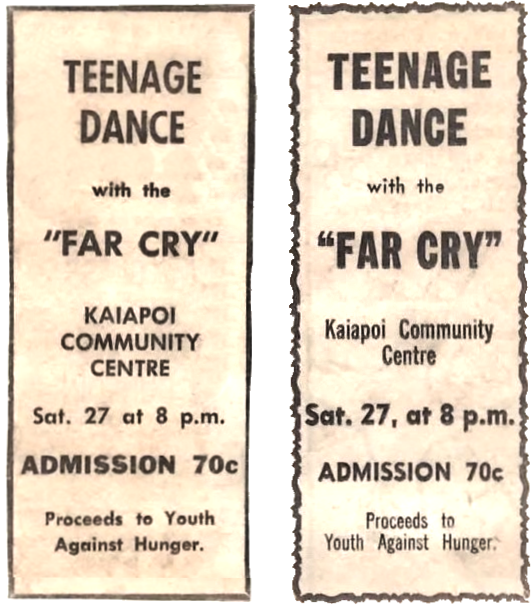 TEENAGE
DANCE
with the
"FAR CRY"
KAIAPOI
COMMUNITY
CENTRE
Sat. 27 at 8 p.m.
ADMISSION 70c
Proceeds to Youth
Against Hunger.
TEENAGE
DANCE
with the
"FAR CRY"
Kaiapoi Community
Centre
Sat. 27, at 8 p.m.
ADMISSION 70c
Proceeds to
Youth Against Hunger.